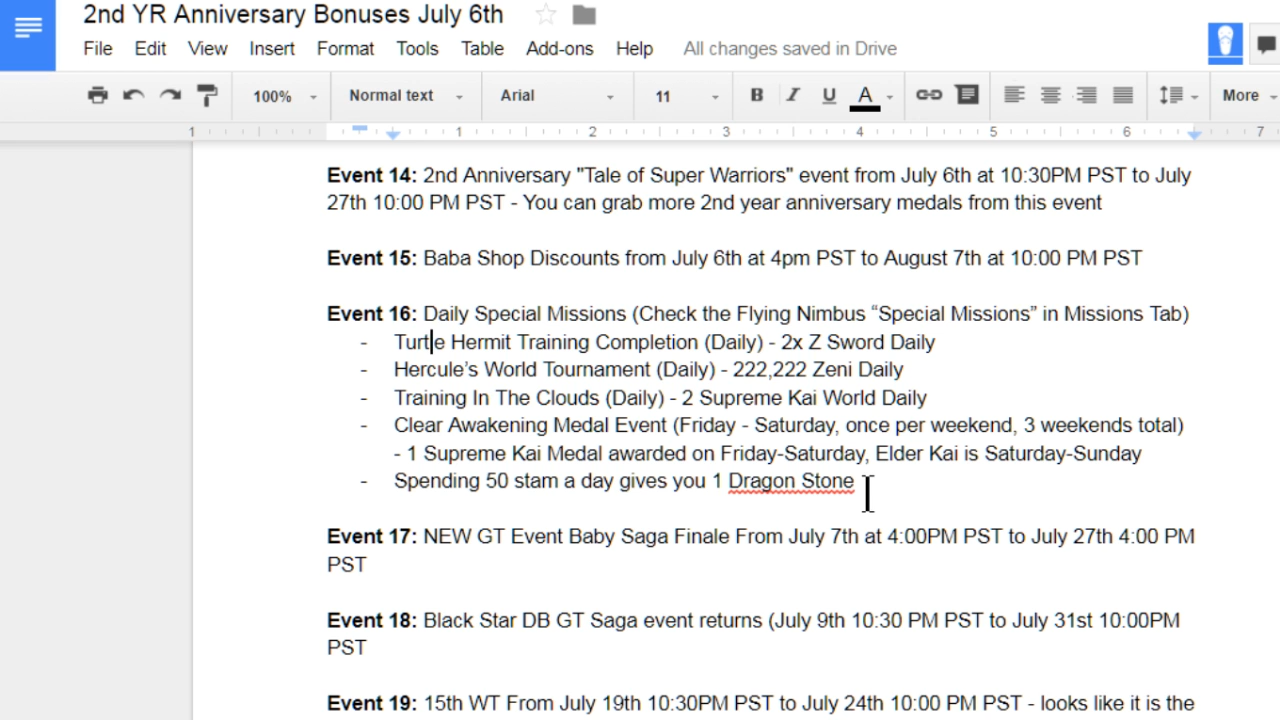 2nd YR Anniversary Bonuses July 6th
File Edit View Insert Format Tools Table Add-ons Help All changes saved in Drive
100% Normal text Arial 11 B I U A More
1 1 2 3 4 5 6 7
Event 14: 2nd Anniversary "Tale of Super Warriors" event from July 6th at 10:30PM PST to July
27th 10:00 PM PST - You can grab more 2nd year anniversary medals from this event
Event 15: Baba Shop Discounts from July 6th at 4pm PST to August 7th at 10:00 PM PST
Event 16: Daily Special Missions (Check the Flying Nimbus “Special Missions” in Missions Tab)
- Turtle Hermit Training Completion (Daily) - 2x Z Sword Daily
- Hercule’s World Tournament (Daily) - 222,222 Zeni Daily
- Training In The Clouds (Daily) - 2 Supreme Kai World Daily
- Clear Awakening Medal Event (Friday - Saturday, once per weekend, 3 weekends total)
- 1 Supreme Kai Medal awarded on Friday-Saturday, Elder Kai is Saturday-Sunday
- Spending 50 stam a day gives you 1 Dragon Stone
Event 17: NEW GT Event Baby Saga Finale From July 7th at 4:00PM PST to July 27th 4:00 PM
PST
Event 18: Black Star DB GT Saga event returns (July 9th 10:30 PM PST to July 31st 10:00PM
PST
Event 19: 15th WT From July 19th 10:30PM PST to July 24th 10:00 PM PST - looks like it is the